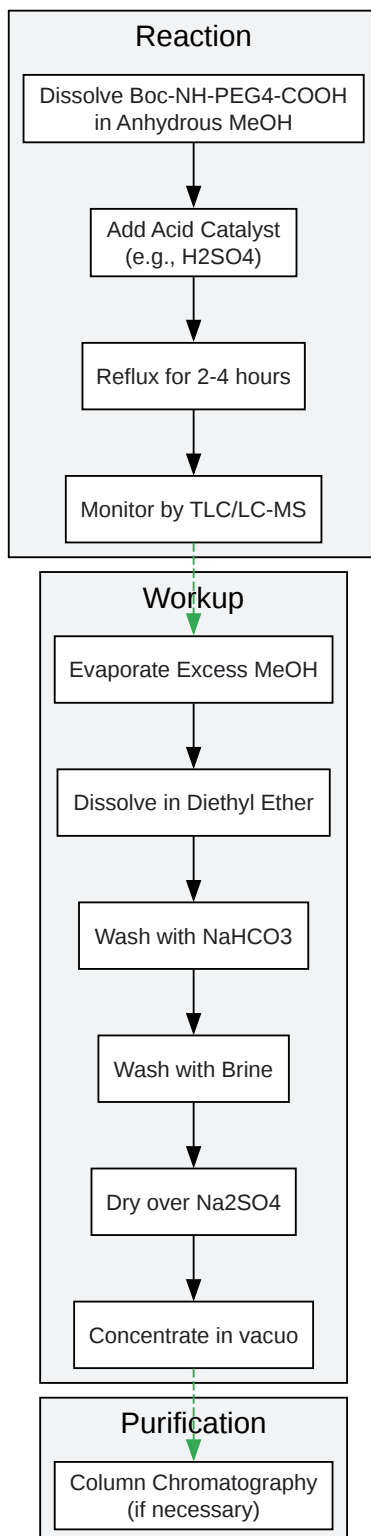 Reaction
Dissolve Boc-NH-PEG4-COOH
in Anhydrous MeOH
Add Acid Catalyst
(e.g., H2SO4)
Reflux for 2-4 hours
Monitor by TLC/LC-MS
Workup
Evaporate Excess MeOH
Dissolve in Diethyl Ether
Wash with NaHCO3
Wash with Brine
Dry over Na2SO4
Concentrate in vacuo
Purification
Column Chromatography
(if necessary)